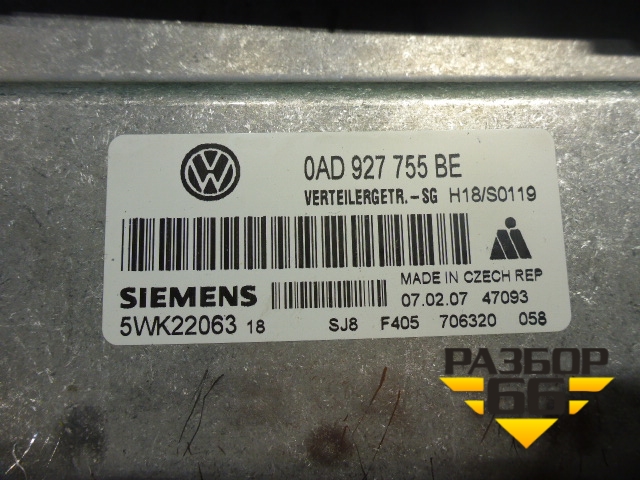 VW
0AD 927 755 BE
VERTEILERGETR.-SG H18/S0119
MADE IN CZECH REP
SIEMENS 07.02.07 47093
5WK22063 18 SJ8 F405 706320 058
РАЗБОР
66